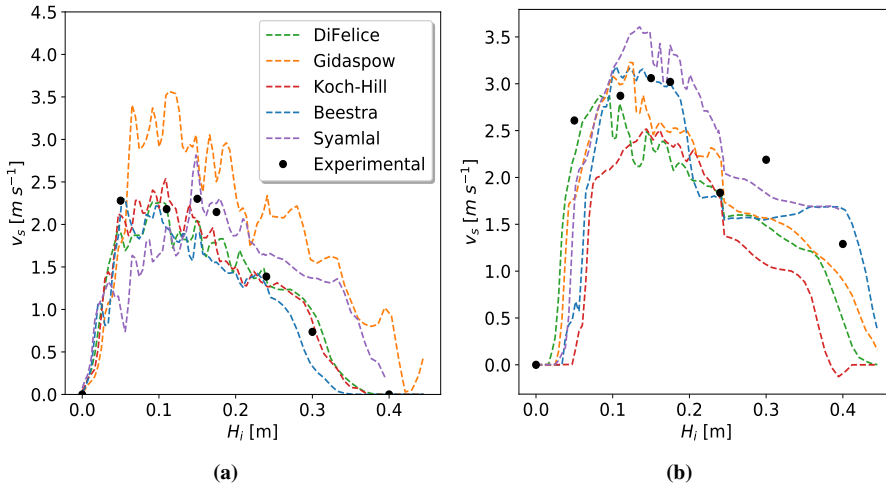 4.5
4.0
3.5
3.0
2.5
2.0
1.5
1.0
0.5
0.0
v_s [m s⁻¹]
0.0 0.1 0.2 0.3 0.4
H_i [m]
DiFelice
Gidaspow
Koch-Hill
Beestra
Syamlal
Experimental
(a)
3.5
3.0
2.5
2.0
1.5
1.0
0.5
0.0
v_s [m s⁻¹]
0.0 0.1 0.2 0.3 0.4
H_i [m]
(b)